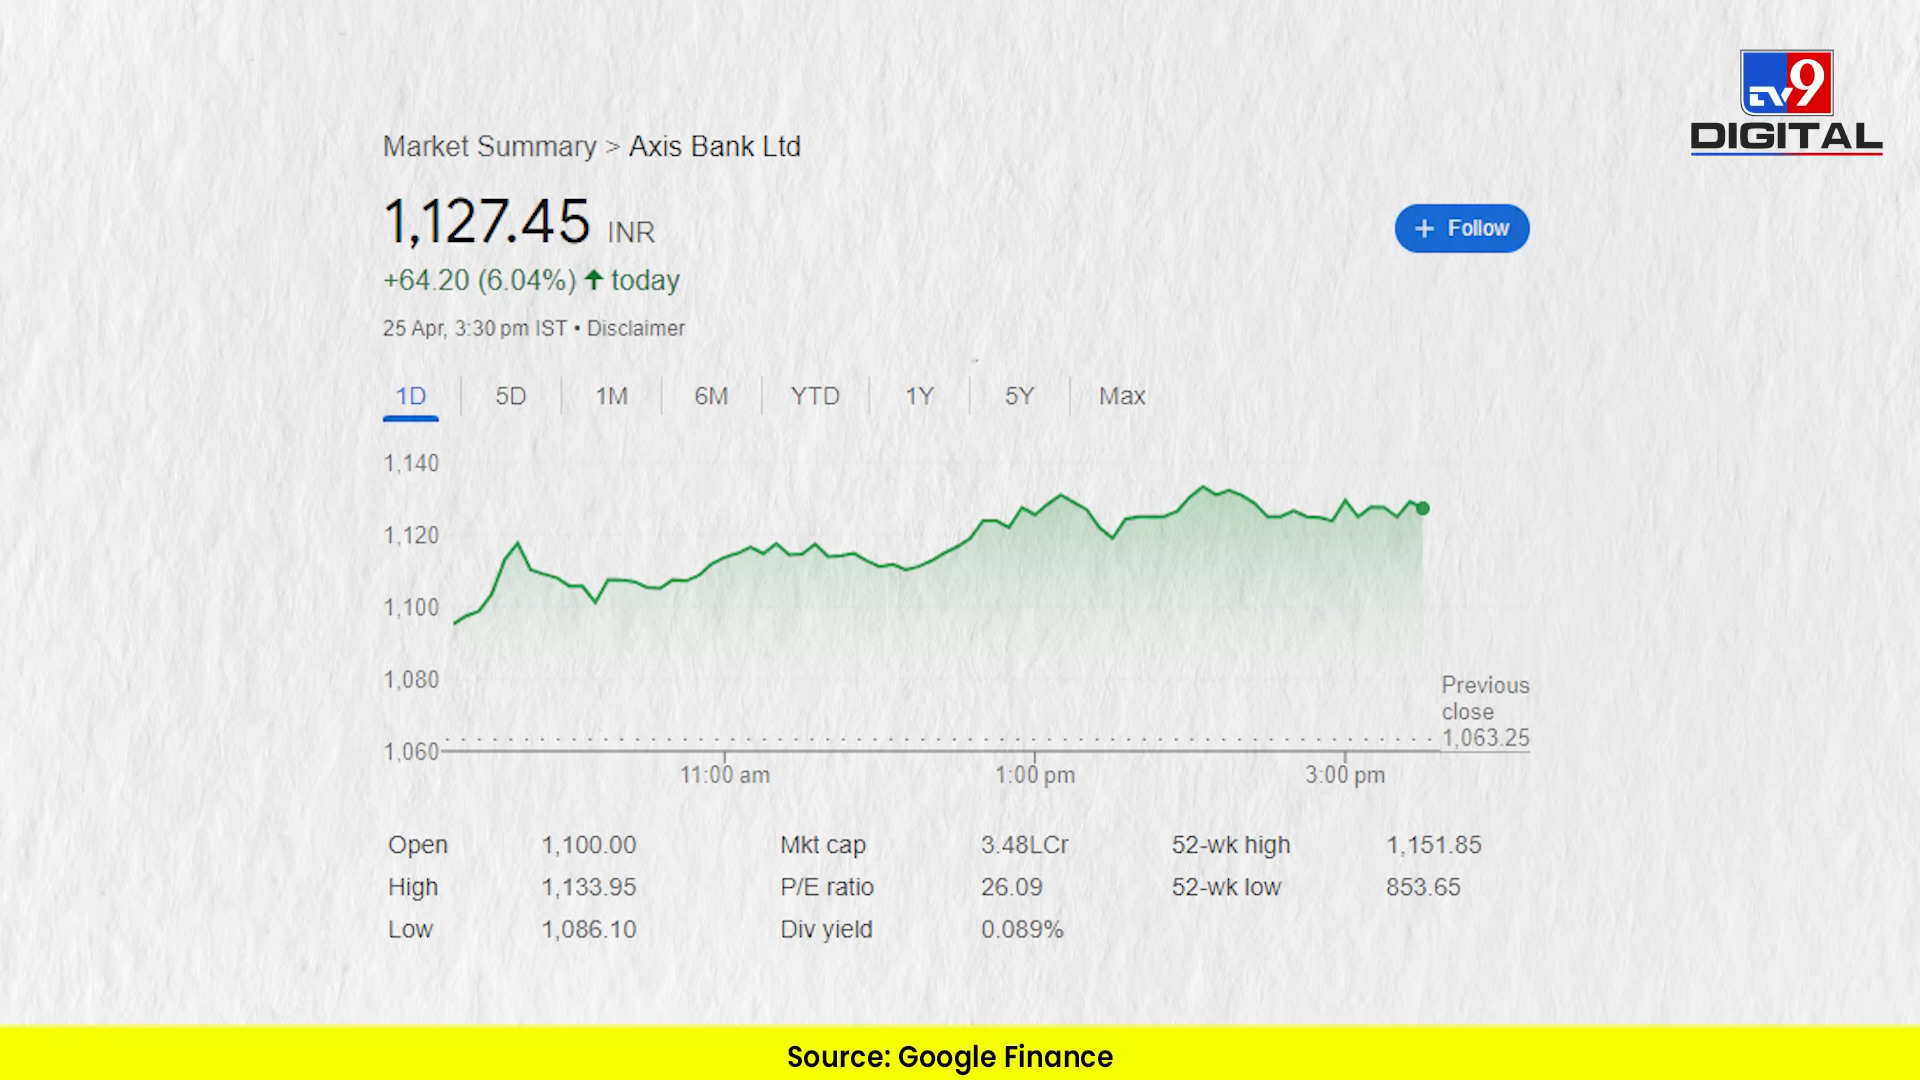 TV9
DIGITAL
Market Summary > Axis Bank Ltd
1,127.45 INR
+ Follow
+64.20 (6.04%) ↑ today
25 Apr, 3:30 pm IST • Disclaimer
1D 5D 1M 6M YTD 1Y 5Y Max
1,140
1,120
1,100
1,080
1,060
Previous
close
1,063.25
11:00 am 1:00 pm 3:00 pm
Open 1,100.00 Mkt cap 3.48LCr 52-wk high 1,151.85
High 1,133.95 P/E ratio 26.09 52-wk low 853.65
Low 1,086.10 Div yield 0.089%
Source: Google Finance